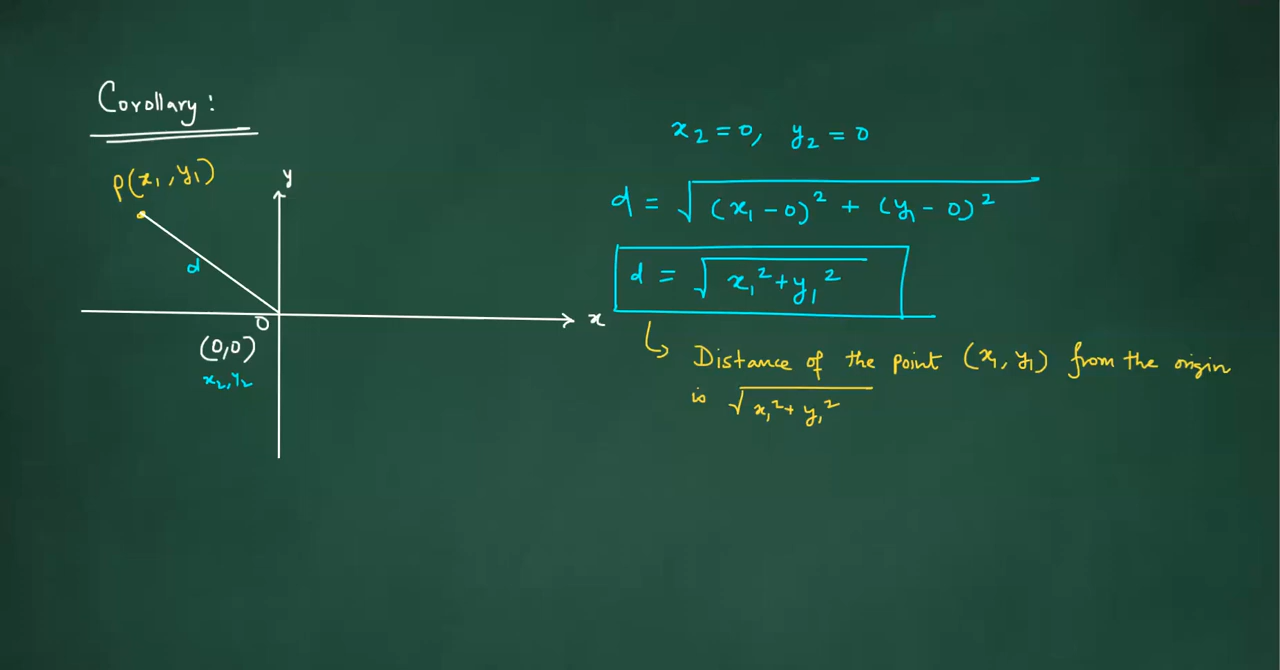 Corollary :
P(x₁, y₁)
y
d
O
x
(0,0)
x₂, y₂
x₂ = 0, y₂ = 0
d = √((x₁ - 0)² + (y₁ - 0)²)
d = √(x₁² + y₁²)
↳ Distance of the point (x₁, y₁) from the origin
is √(x₁² + y₁²)